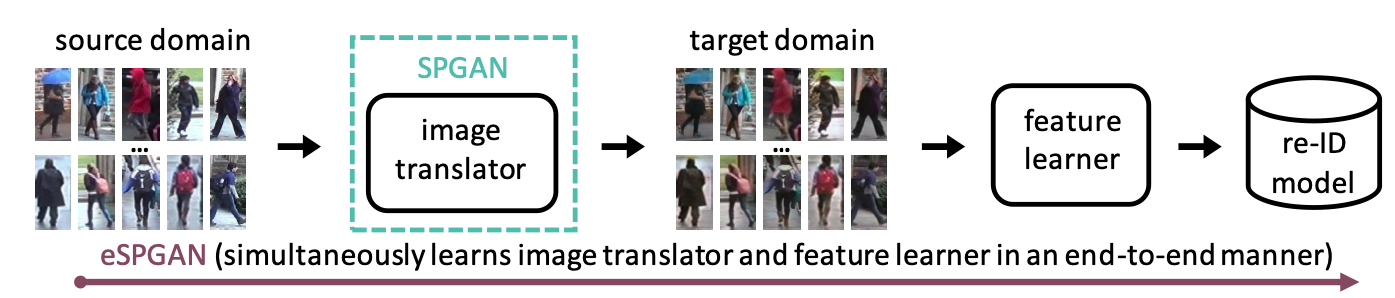 source domain
SPGAN
image
translator
target domain
feature
learner
re-ID
model
...
...
eSPGAN (simultaneously learns image translator and feature learner in an end-to-end manner)